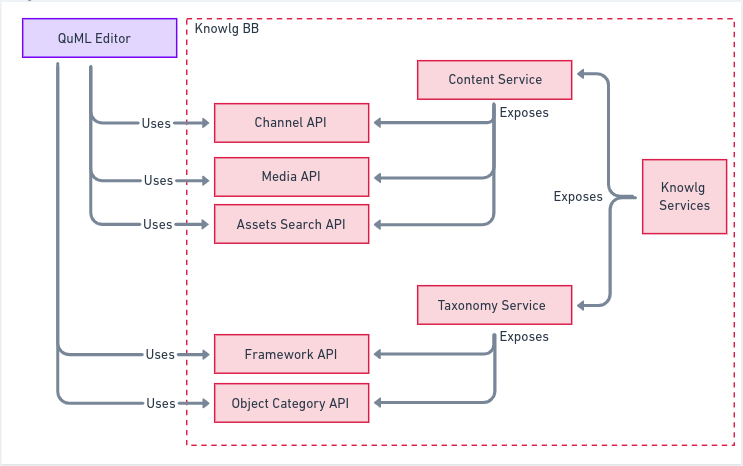 QuML Editor
Knowlg BB
Content Service
Exposes
Uses
Channel API
Uses
Media API
Uses
Assets Search API
Exposes
Knowlg
Services
Taxonomy Service
Exposes
Uses
Framework API
Uses
Object Category API